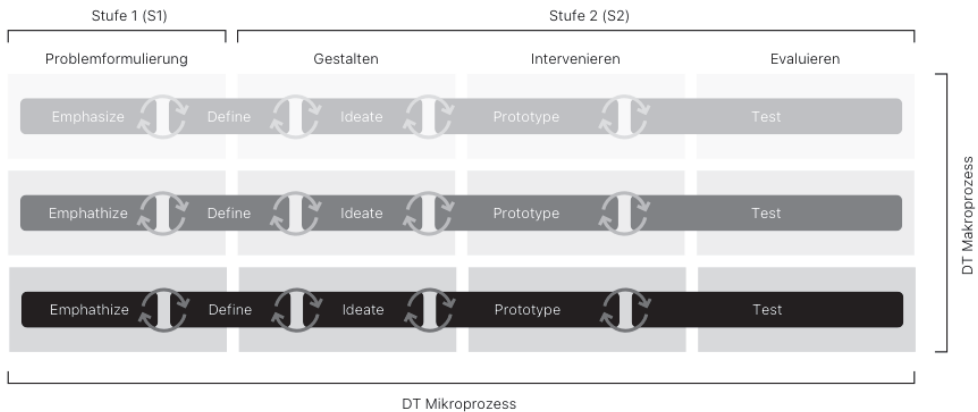 Stufe 1 (S1) Stufe 2 (S2)
Problemformulierung Gestalten Intervenieren Evaluieren
Emphasize Define Ideate Prototype Test
Emphathize Define Ideate Prototype Test
Emphathize Define Ideate Prototype Test
DT Makroprozess
DT Mikroprozess